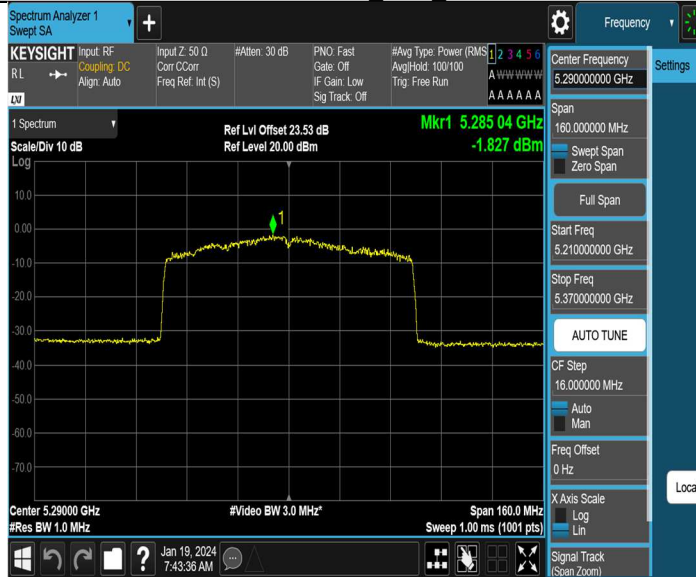 Spectrum Analyzer 1
Swept SA
+
Frequency
KEYSIGHT
RL
LXI
Input: RF
Coupling: DC
Align: Auto
Input Z: 50 Ω
Corr CCorr
Freq Ref: Int (S)
#Atten: 30 dB
PNO: Fast
Gate: Off
IF Gain: Low
Sig Track: Off
#Avg Type: Power (RMS
Avg|Hold: 100/100
Trig: Free Run
1 2 3 4 5 6
A W W W W W
A A A A A A
1 Spectrum
Scale/Div 10 dB
Log
Ref Lvl Offset 23.53 dB
Ref Level 20.00 dBm
Mkr1 5.285 04 GHz
-1.827 dBm
1
10.0
0.00
-10.0
-20.0
-30.0
-40.0
-50.0
-60.0
-70.0
Center 5.29000 GHz
#Res BW 1.0 MHz
#Video BW 3.0 MHz*
Span 160.0 MHz
Sweep 1.00 ms (1001 pts)
?
Jan 19, 2024
7:43:36 AM
Center Frequency
5.290000000 GHz
Span
160.000000 MHz
Swept Span
Zero Span
Full Span
Start Freq
5.210000000 GHz
Stop Freq
5.370000000 GHz
AUTO TUNE
CF Step
16.000000 MHz
Auto
Man
Freq Offset
0 Hz
X Axis Scale
Log
Lin
Signal Track
(Span Zoom)
Settings
Loca